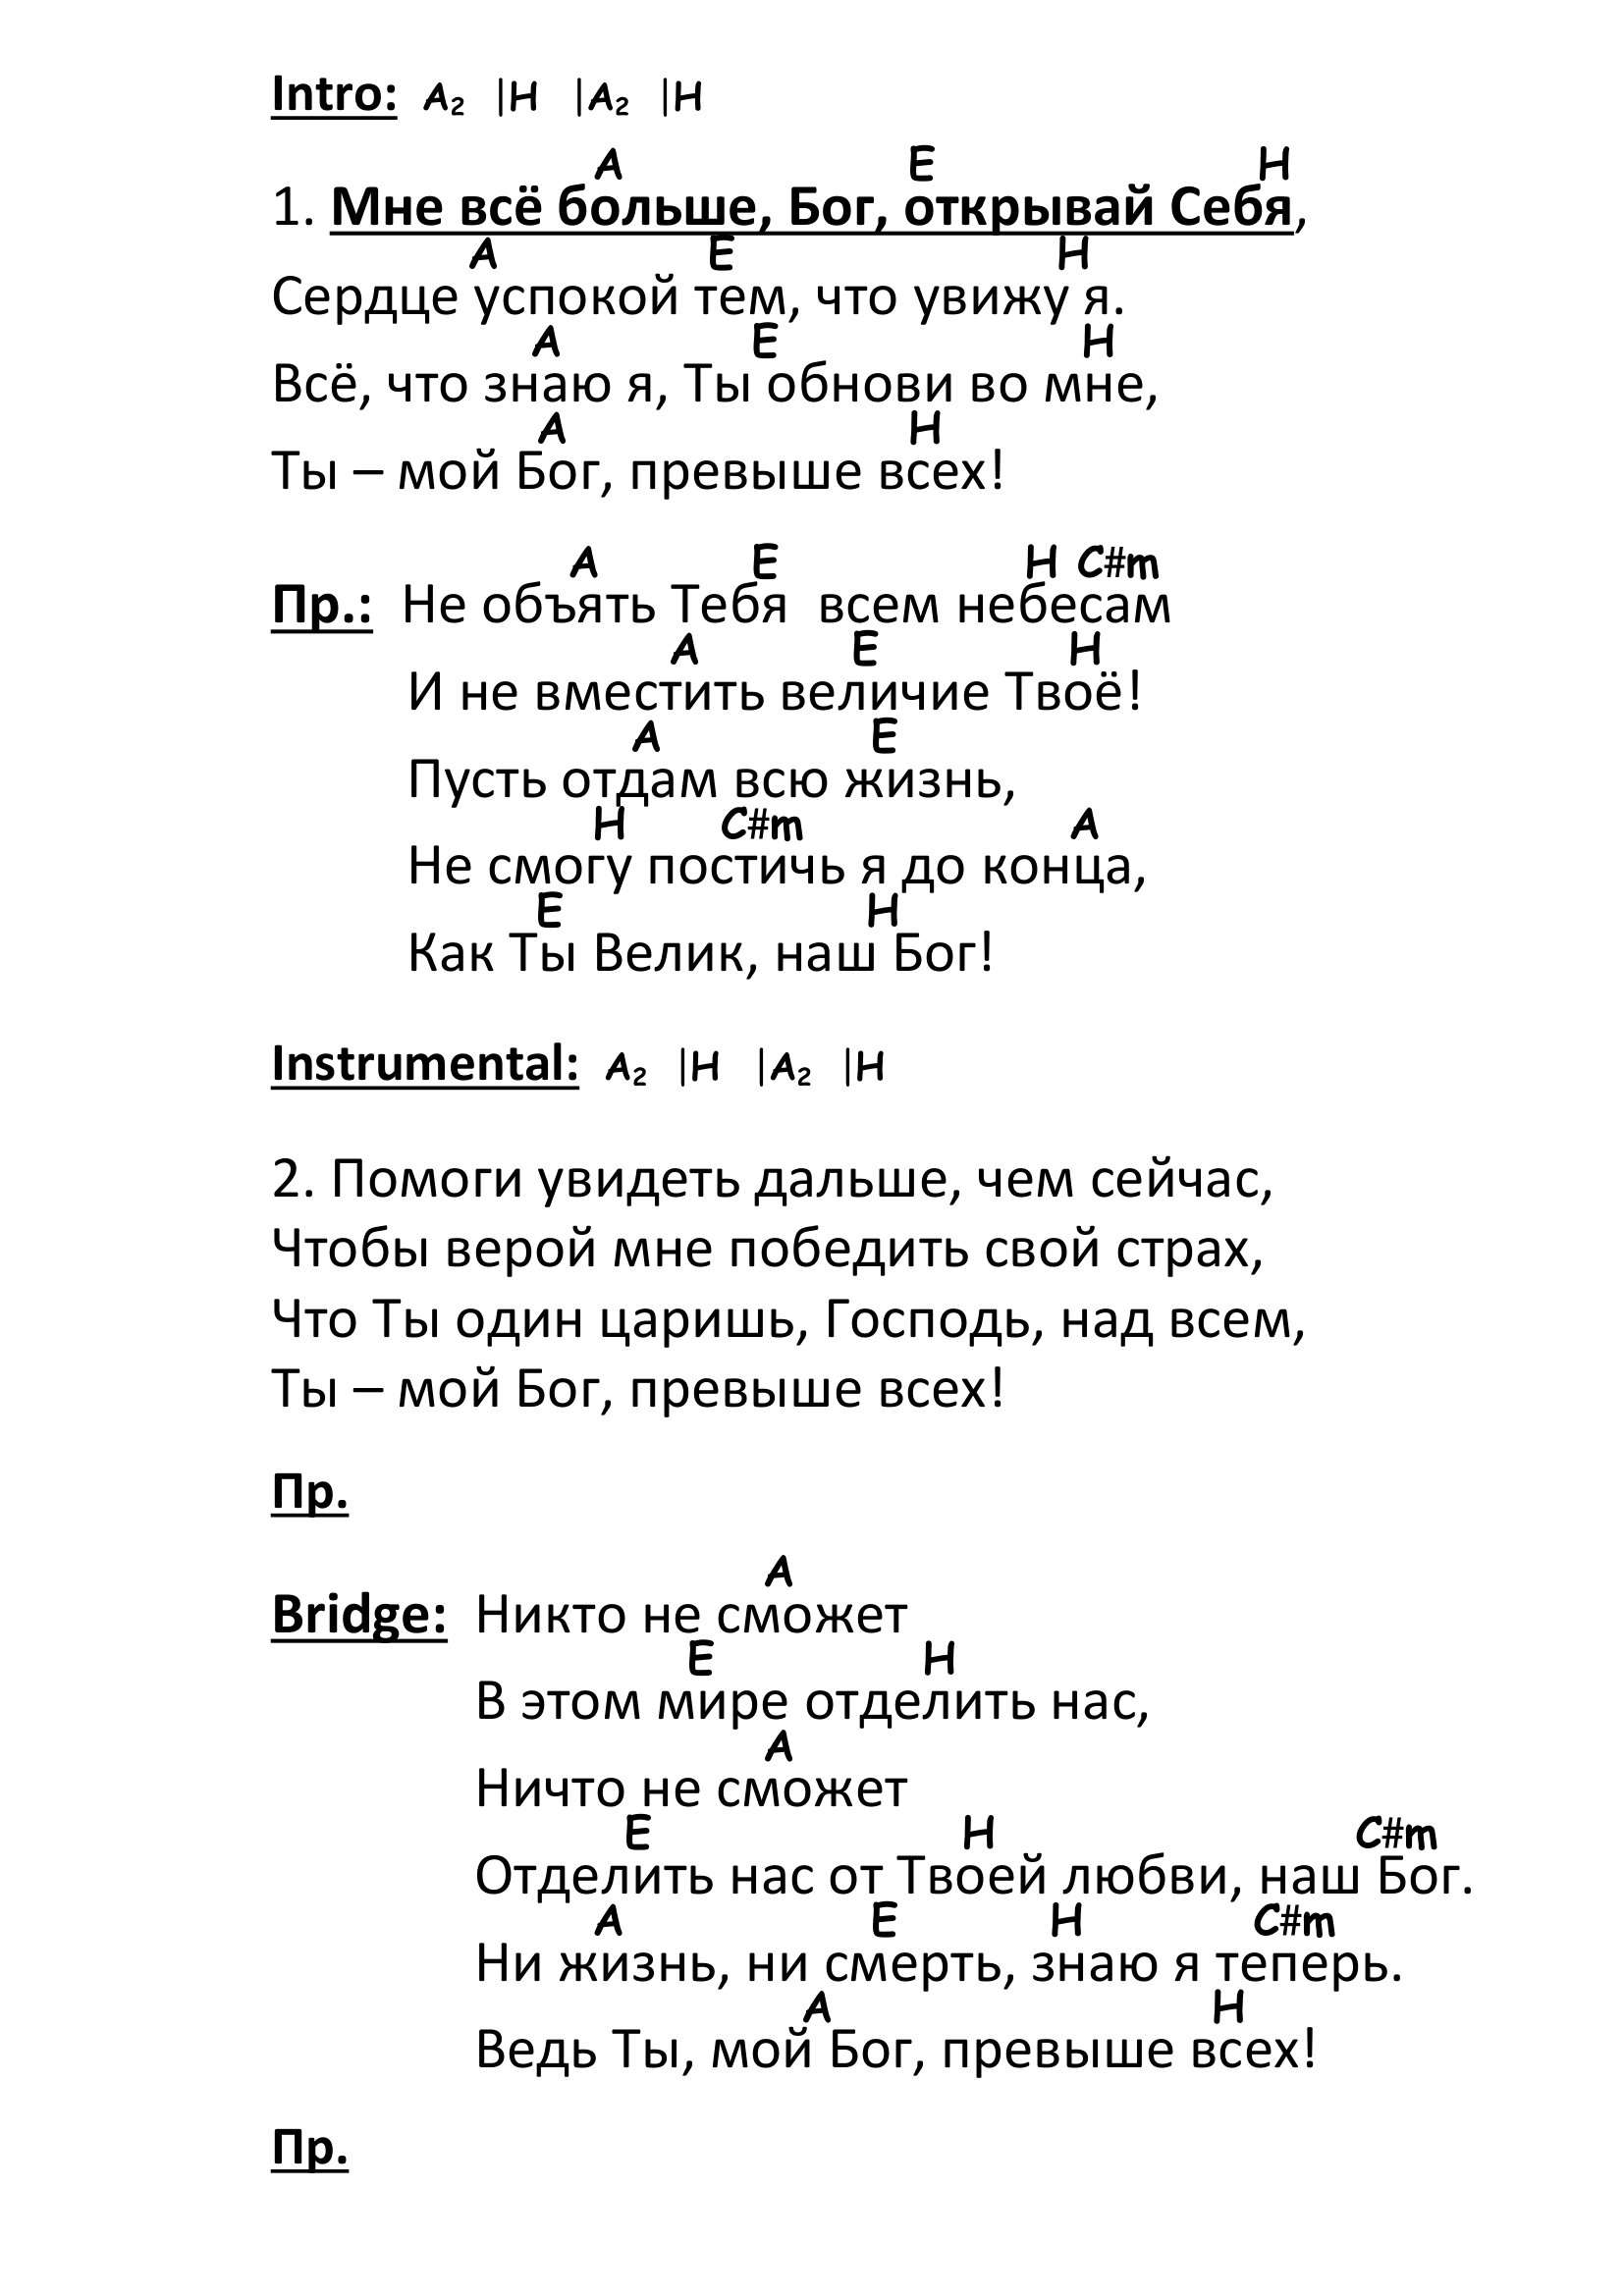 Intro: A2 |H |A2 |H
A E H
1. Мне всё больше, Бог, открывай Себя,
A E H
Сердце успокой тем, что увижу я.
A E H
Всё, что знаю я, Ты обнови во мне,
A H
Ты – мой Бог, превыше всех!
A E H C#m
Пр.: Не объять Тебя всем небесам
A E H
И не вместить величие Твоё!
A E
Пусть отдам всю жизнь,
H C#m A
Не смогу постичь я до конца,
E H
Как Ты Велик, наш Бог!
Instrumental: A2 |H |A2 |H
2. Помоги увидеть дальше, чем сейчас,
Чтобы верой мне победить свой страх,
Что Ты один царишь, Господь, над всем,
Ты – мой Бог, превыше всех!
Пр.
A
Bridge: Никто не сможет
E H
В этом мире отделить нас,
A
Ничто не сможет
E H C#m
Отделить нас от Твоей любви, наш Бог.
A E H C#m
Ни жизнь, ни смерть, знаю я теперь.
A H
Ведь Ты, мой Бог, превыше всех!
Пр.